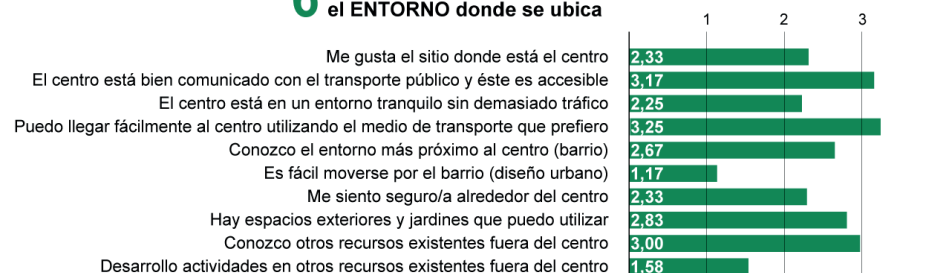 6 el ENTORNO donde se ubica
1 2 3
Me gusta el sitio donde está el centro 2,33
El centro está bien comunicado con el transporte público y éste es accesible 3,17
El centro está en un entorno tranquilo sin demasiado tráfico 2,25
Puedo llegar fácilmente al centro utilizando el medio de transporte que prefiero 3,25
Conozco el entorno más próximo al centro (barrio) 2,67
Es fácil moverse por el barrio (diseño urbano) 1,17
Me siento seguro/a alrededor del centro 2,33
Hay espacios exteriores y jardines que puedo utilizar 2,83
Conozco otros recursos existentes fuera del centro 3,00
Desarrollo actividades en otros recursos existentes fuera del centro 1,58